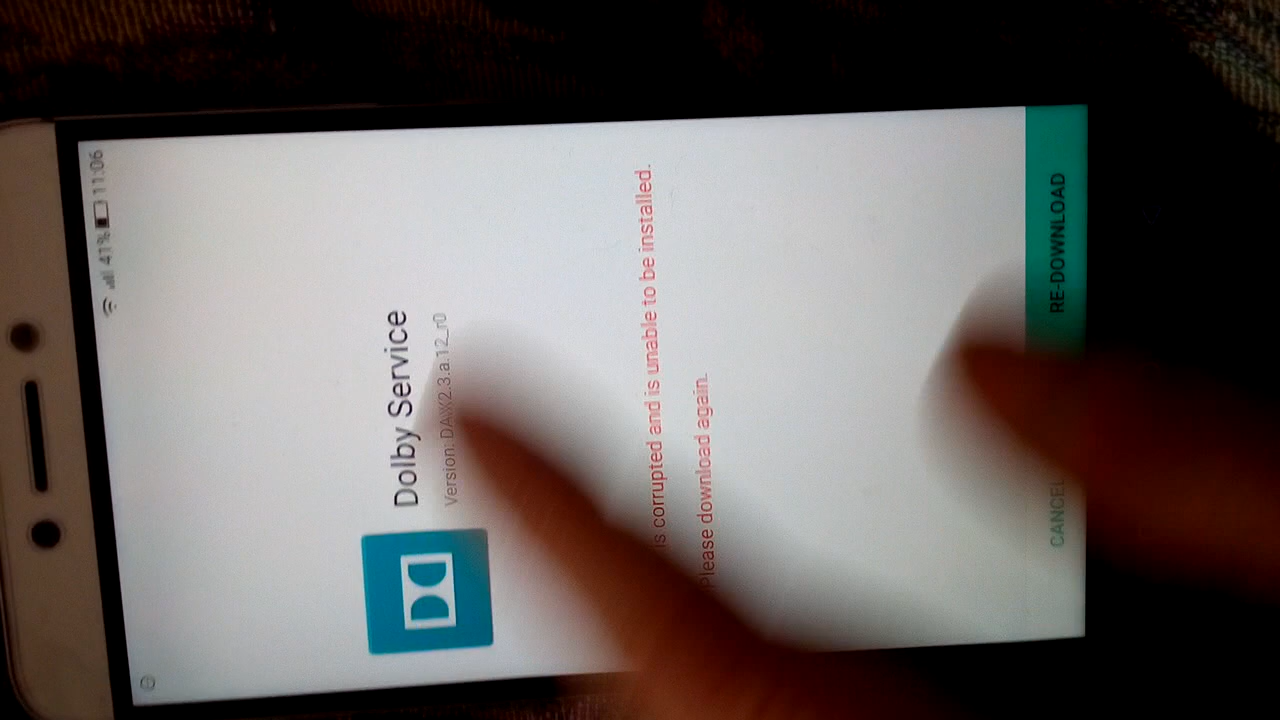 41% 11:06
Dolby Service
Version: DAX2.3.a.12_r0
is corrupted and is unable to be installed.
Please download again.
CANCEL RE-DOWNLOAD